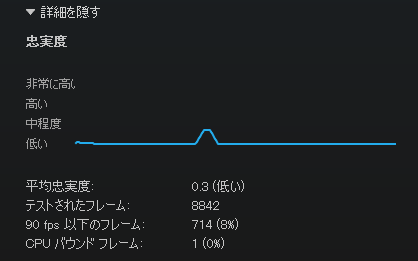 ▼ 詳細を隠す
忠実度
非常に高い
高い
中程度
低い
平均忠実度: 0.3 (低い)
テストされたフレーム: 8842
90 fps 以下のフレーム: 714 (8%)
CPU バウンド フレーム: 1 (0%)